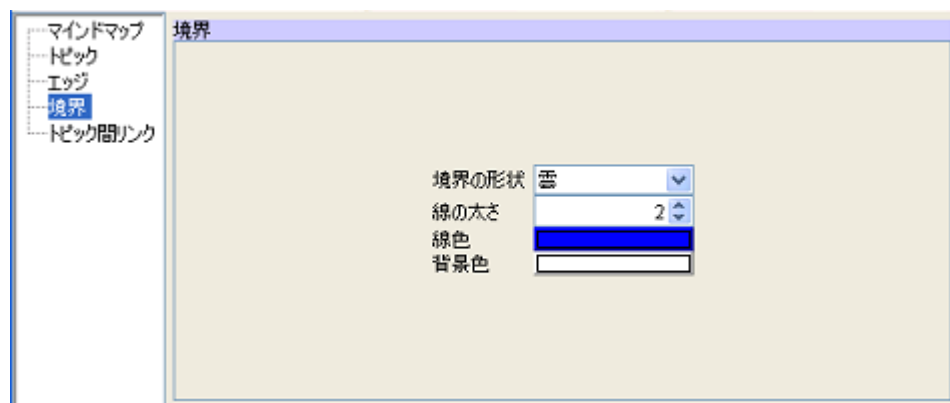 マインドマップ
トピック
エッジ
境界
トピック間リンク
境界
境界の形状 雲
線の太さ 2
線色
背景色